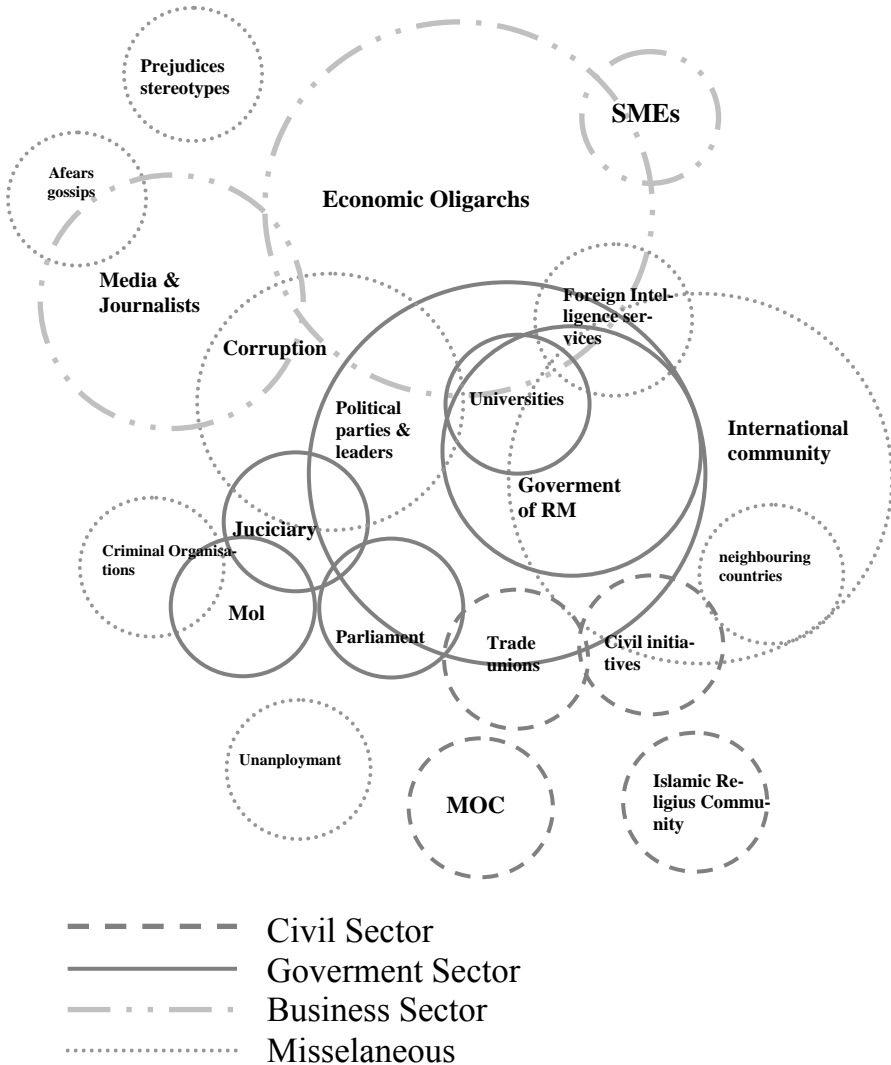 Prejudices
stereotypes
SMEs
Afears
gossips
Economic Oligarchs
Media &
Journalists
Foreign Intel-
ligence ser-
vices
Corruption
Universities
Political
parties &
leaders
International
community
Goverment
of RM
Juciciary
Criminal Organisa-
tions
neighbouring
countries
MoI
Parliament
Trade
unions
Civil initia-
tives
Unanploymant
MOC
Islamic Re-
ligius Commu-
nity
Civil Sector
Goverment Sector
Business Sector
Misselaneous